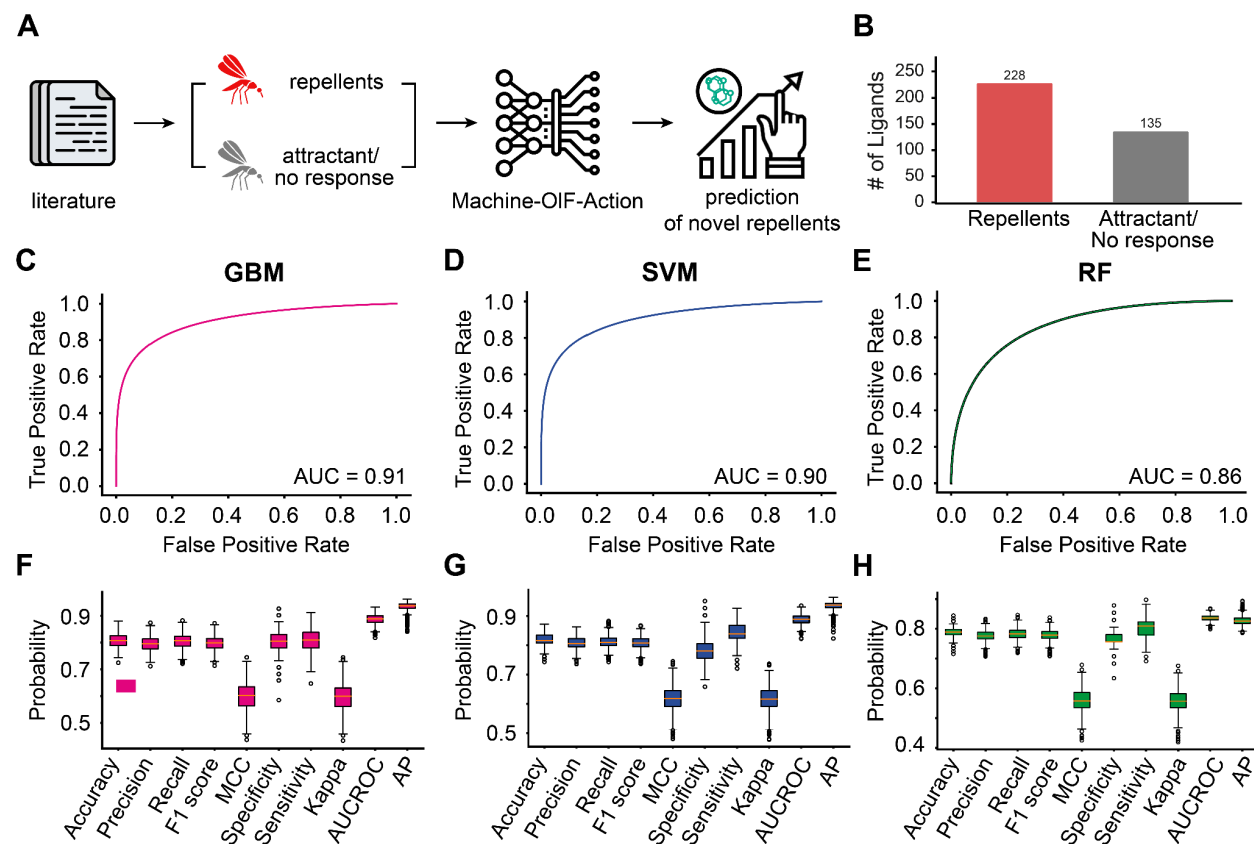 A
literature
repellents
attractant/
no response
Machine-OlF-Action
prediction
of novel repellents
B
# of Ligands
250
200
150
100
50
0
228
135
Repellents
Attractant/
No response
C
GBM
True Positive Rate
1.0
0.8
0.6
0.4
0.2
0.0
AUC = 0.91
0.0 0.2 0.4 0.6 0.8 1.0
False Positive Rate
D
SVM
True Positive Rate
1.0
0.8
0.6
0.4
0.2
0.0
AUC = 0.90
0.0 0.2 0.4 0.6 0.8 1.0
False Positive Rate
E
RF
True Positive Rate
1.0
0.8
0.6
0.4
0.2
0.0
AUC = 0.86
0.0 0.2 0.4 0.6 0.8 1.0
False Positive Rate
F
Probability
0.9
0.7
0.5
Accuracy
Precision
Recall
F1 score
MCC
Specificity
Sensitivity
Kappa
AUCROC
AP
G
Probability
0.9
0.8
0.7
0.6
0.5
Accuracy
Precision
Recall
F1 score
MCC
Specificity
Sensitivity
Kappa
AUCROC
AP
H
Probability
0.8
0.6
0.4
Accuracy
Precision
Recall
F1 score
MCC
Specificity
Sensitivity
Kappa
AUCROC
AP